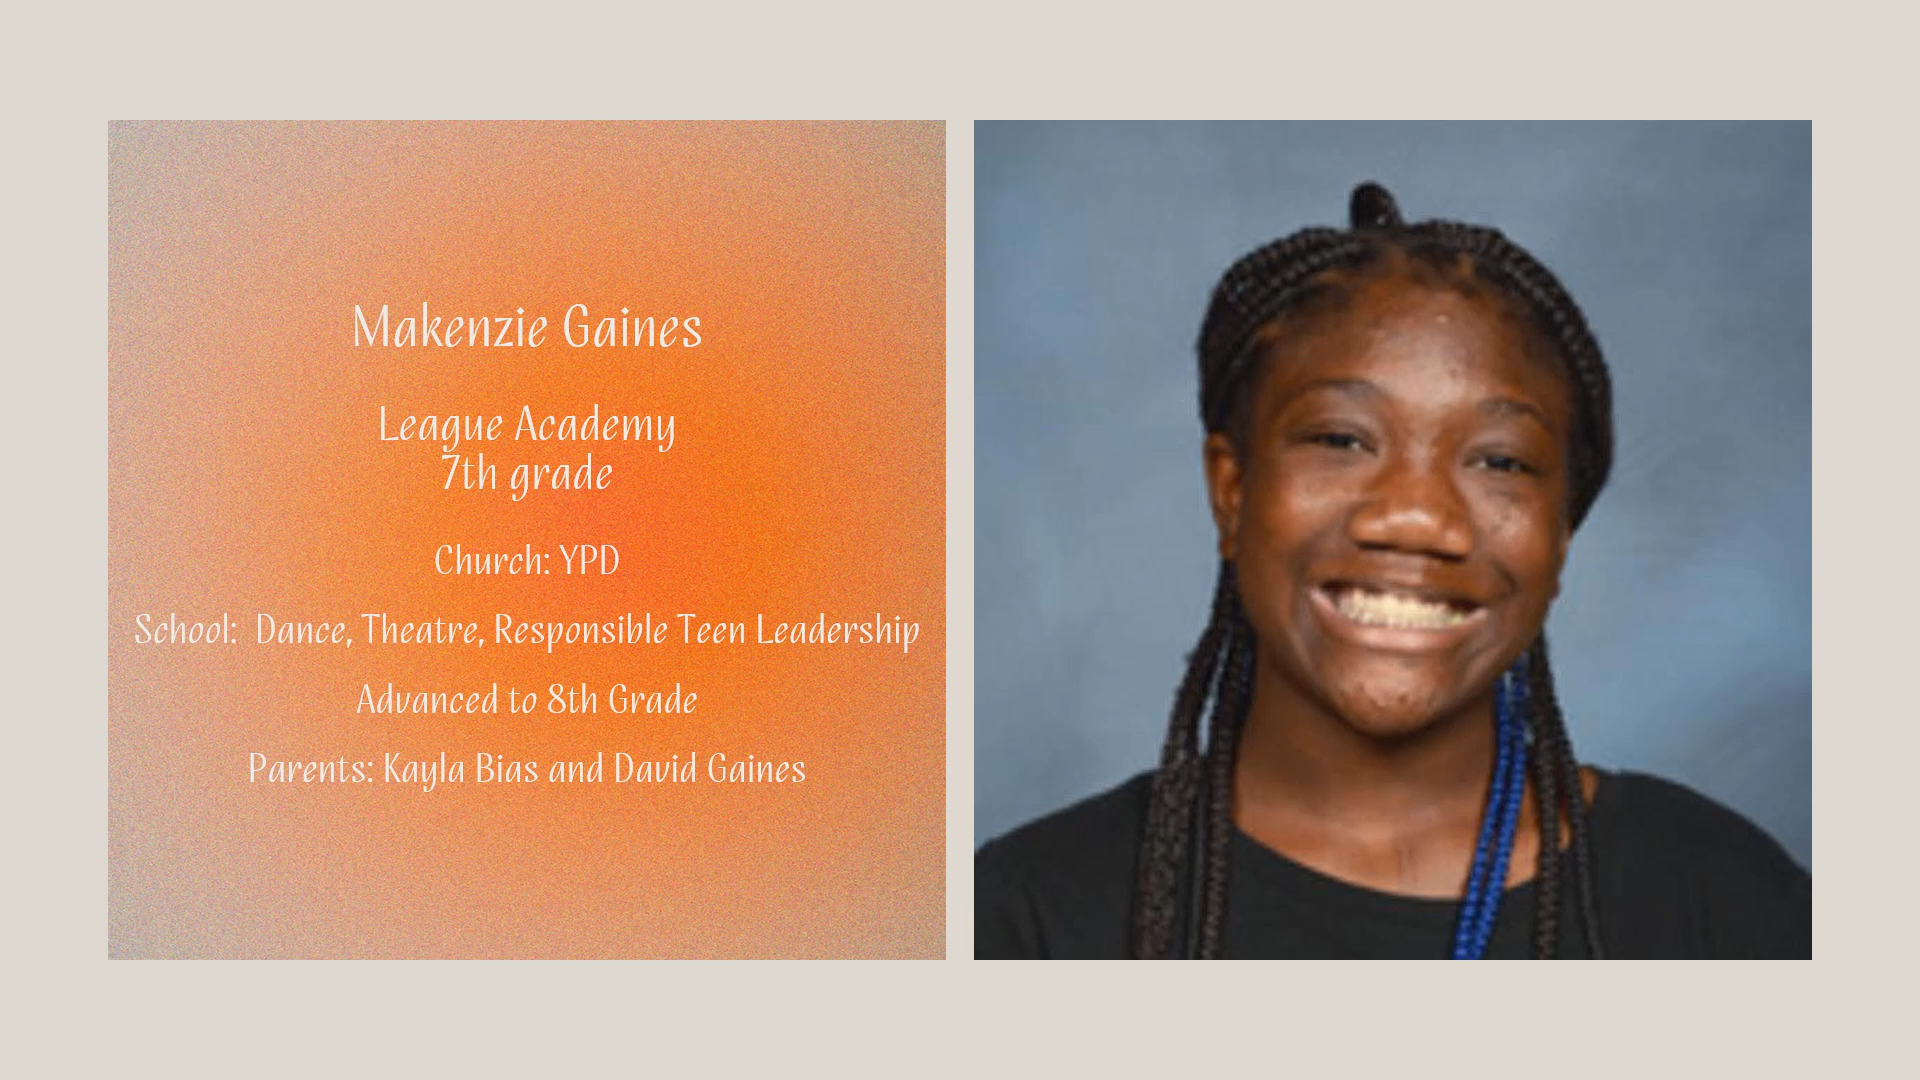 Makenzie Gaines
League Academy
7th grade
Church: YPD
School:  Dance, Theatre, Responsible Teen Leadership
Advanced to 8th Grade
Parents: Kayla Bias and David Gaines